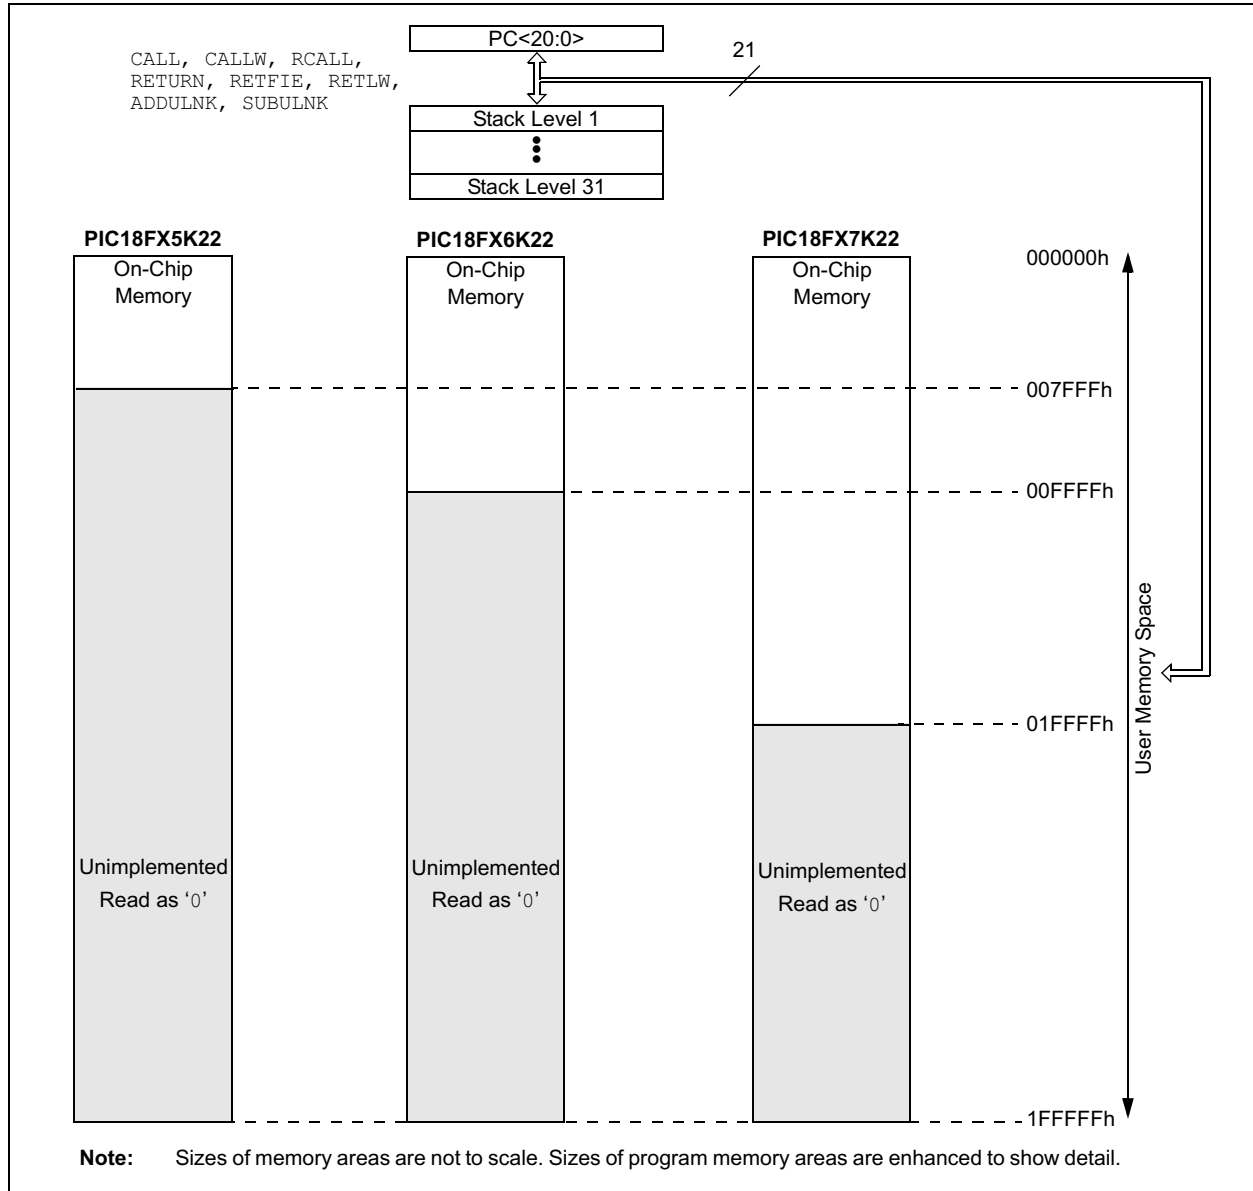 PC<20:0>
21
CALL, CALLW, RCALL,
RETURN, RETFIE, RETLW,
ADDULNK, SUBULNK
Stack Level 1
Stack Level 31
PIC18FX5K22
PIC18FX6K22
PIC18FX7K22
On-Chip
Memory
On-Chip
Memory
On-Chip
Memory
000000h
007FFFh
00FFFFh
01FFFFh
User Memory Space
Unimplemented
Read as ‘0’
Unimplemented
Read as ‘0’
Unimplemented
Read as ‘0’
1FFFFFh
Note: Sizes of memory areas are not to scale. Sizes of program memory areas are enhanced to show detail.